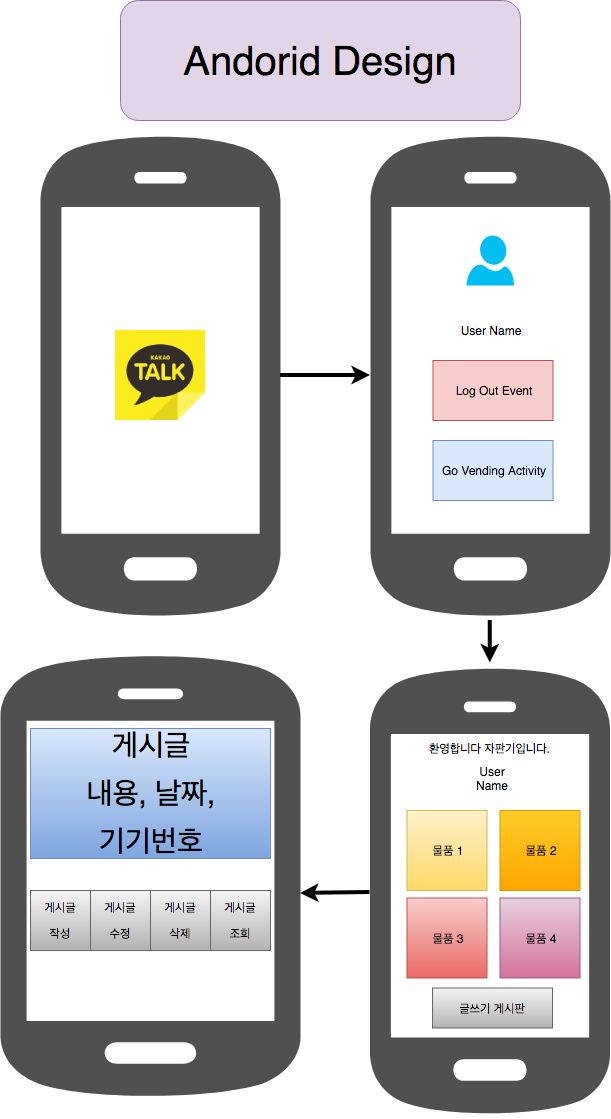 Andorid Design
KAKAO
TALK
User Name
Log Out Event
Go Vending Activity
환영합니다 자판기입니다.
User
Name
물품 1
물품 2
물품 3
물품 4
글쓰기 게시판
게시글
내용, 날짜,
기기번호
게시글
작성
게시글
수정
게시글
삭제
게시글
조회